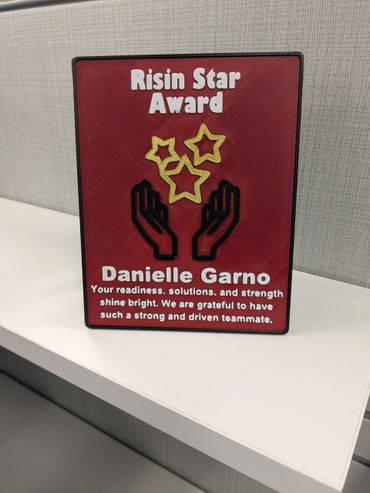 Risin Star
Award
Danielle Garno
Your readiness, solutions, and strength
shine bright. We are grateful to have
such a strong and driven teammate.